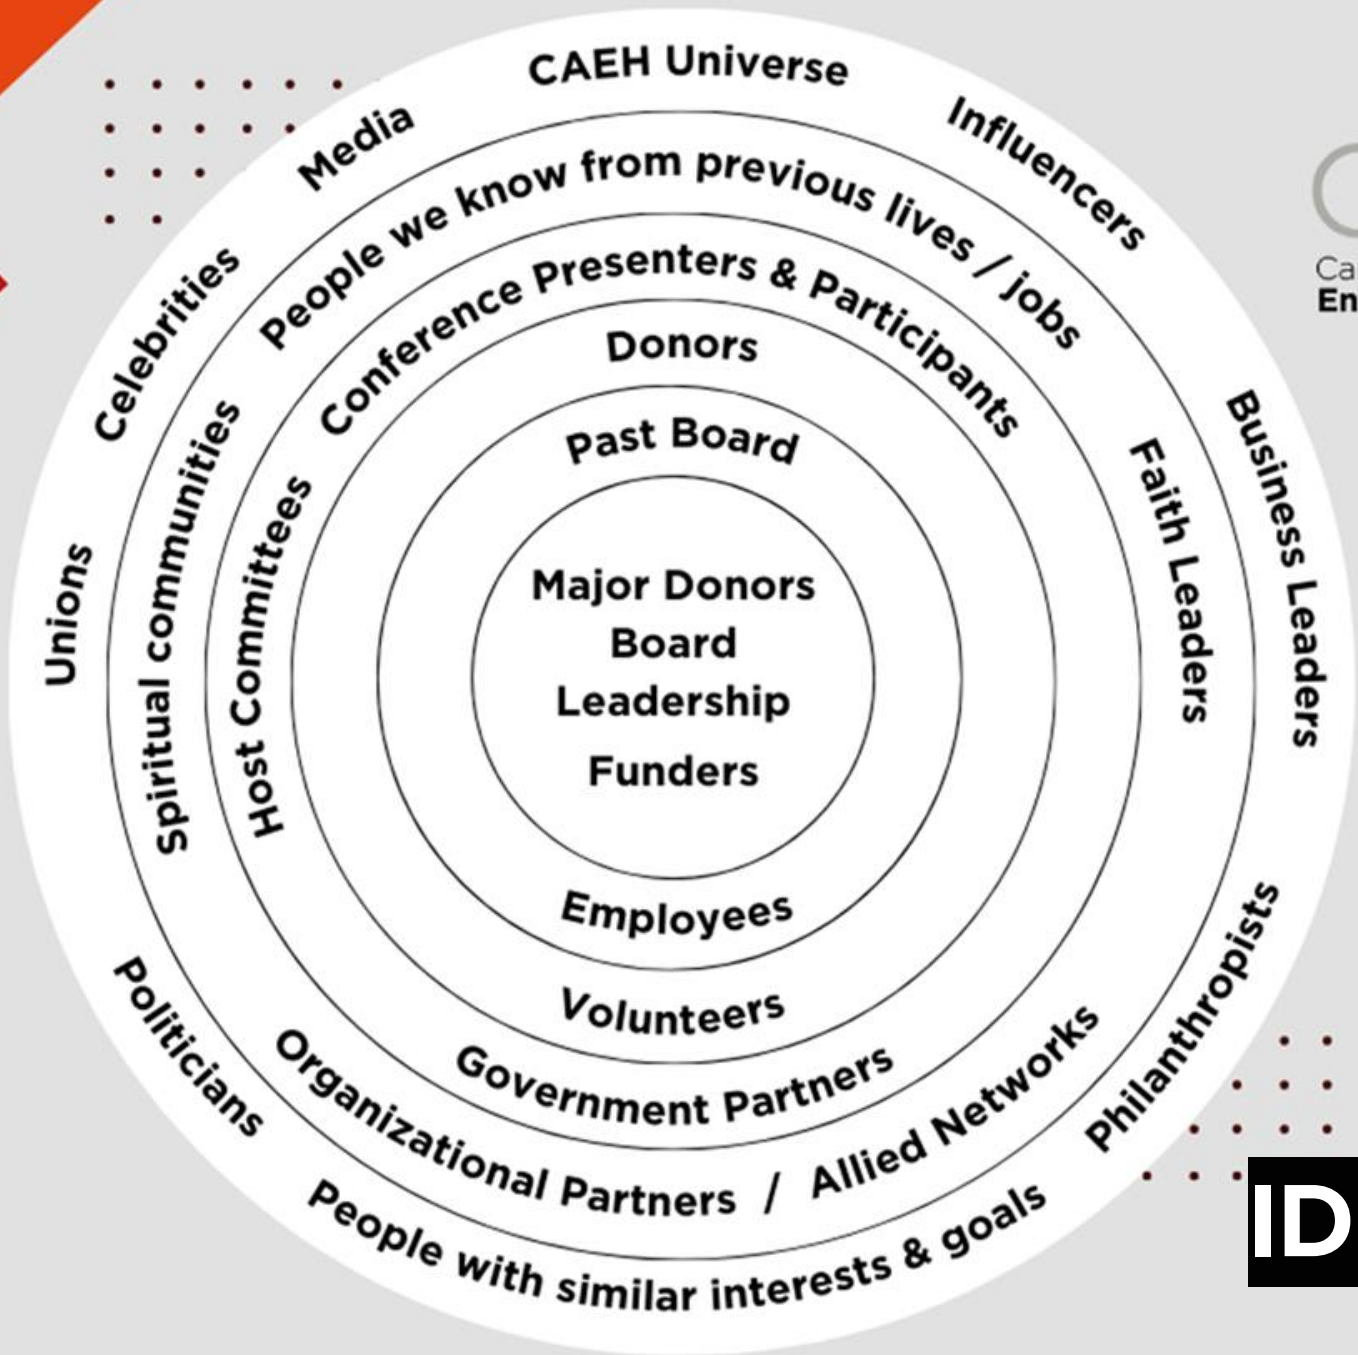 CAEH Universe
Influencers
Business Leaders
Philanthropists
People with similar interests & goals
Politicians
Unions
Celebrities
Media
People we know from previous lives / jobs
Faith Leaders
Organizational Partners / Allied Networks
Spiritual communities
Conference Presenters & Participants
Government Partners
Host Committees
Donors
Volunteers
Past Board
Employees
Major Donors
Board
Leadership
Funders
Ca
En
ID